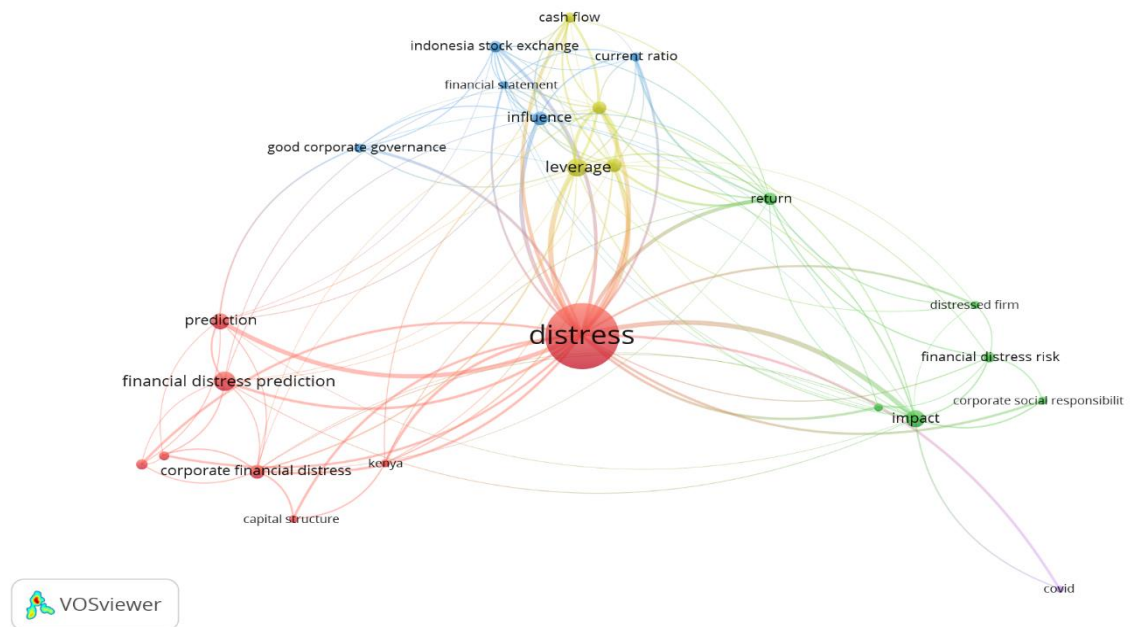 cash flow
indonesia stock exchange
current ratio
financial statement
influence
good corporate governance
leverage
return
distressed firm
prediction
distress
financial distress risk
financial distress prediction
corporate social responsibilit
impact
corporate financial distress
kenya
capital structure
covid
VOSviewer